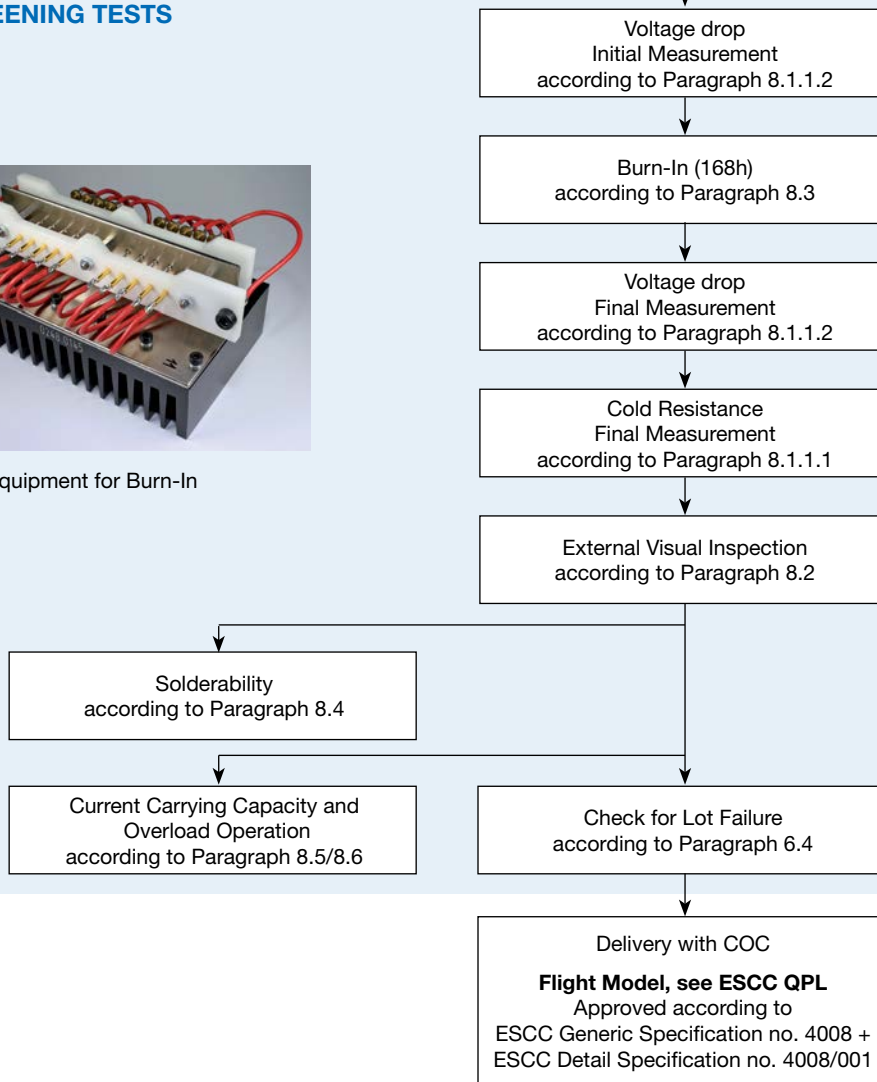 EENING TESTS
Voltage drop
Initial Measurement
according to Paragraph 8.1.1.2
Burn-In (168h)
according to Paragraph 8.3
Voltage drop
Final Measurement
according to Paragraph 8.1.1.2
Cold Resistance
Final Measurement
according to Paragraph 8.1.1.1
quipment for Burn-In
External Visual Inspection
according to Paragraph 8.2
Solderability
according to Paragraph 8.4
Current Carrying Capacity and
Overload Operation
according to Paragraph 8.5/8.6
Check for Lot Failure
according to Paragraph 6.4
Delivery with COC
Flight Model, see ESCC QPL
Approved according to
ESCC Generic Specification no. 4008 +
ESCC Detail Specification no. 4008/001